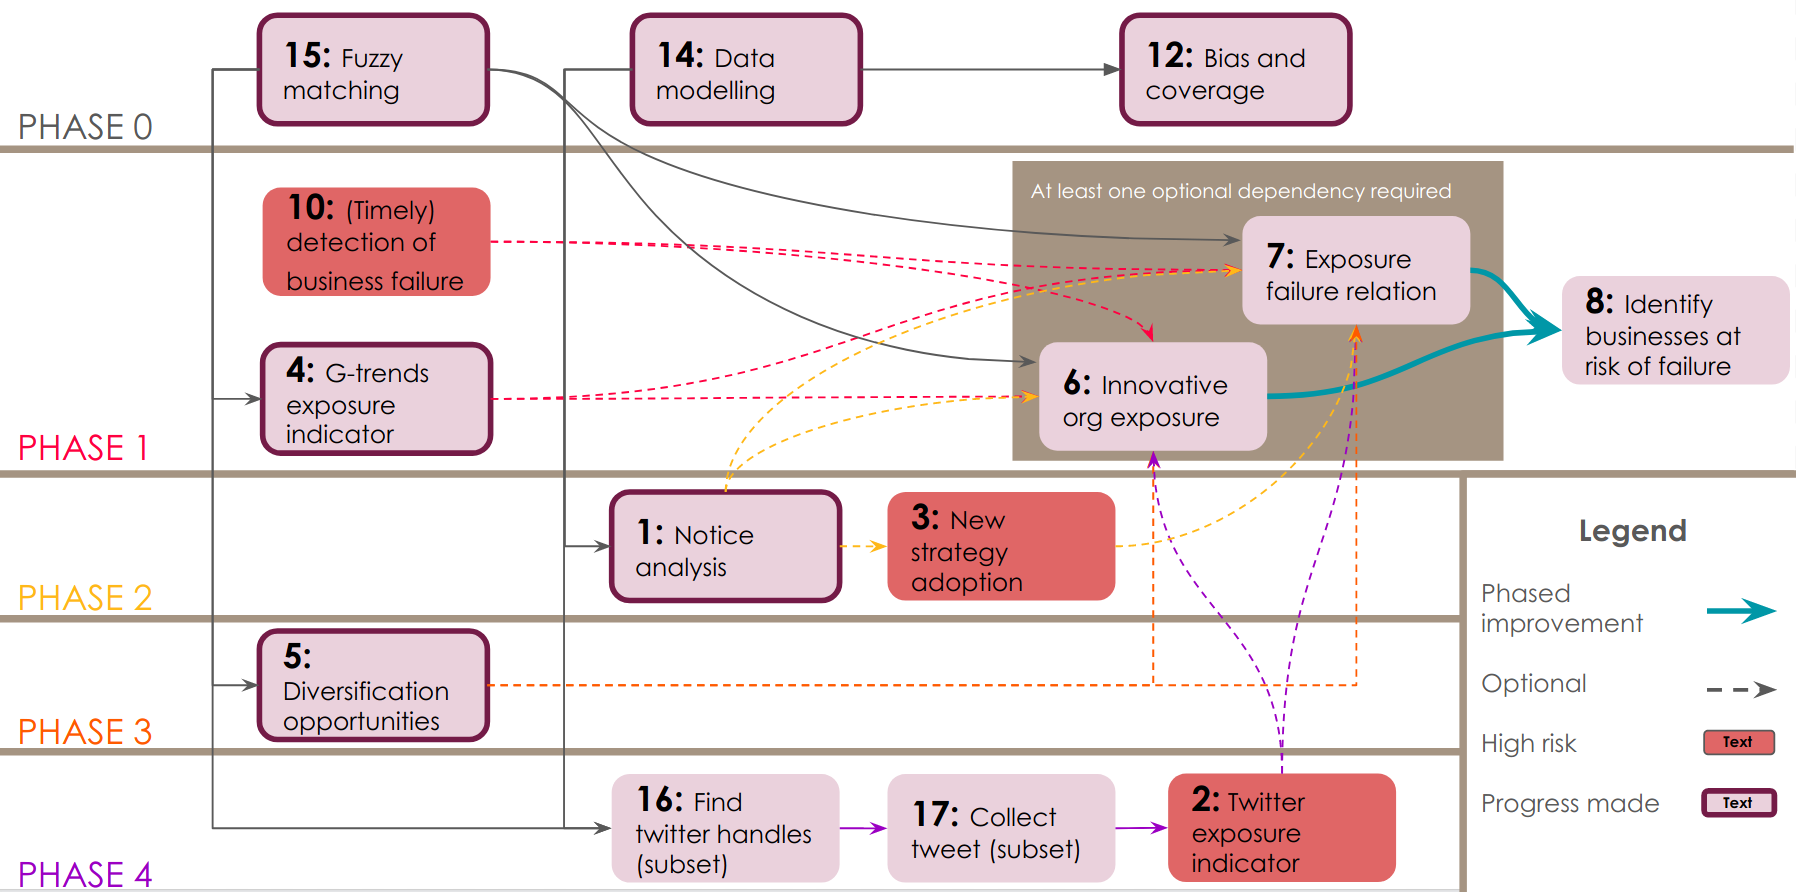 15: Fuzzy
matching
14: Data
modelling
12: Bias and
coverage
PHASE 0
At least one optional dependency required
10: (Timely)
detection of
business failure
7: Exposure
failure relation
8: Identify
businesses at
risk of failure
4: G-trends
exposure
indicator
6: Innovative
org exposure
PHASE 1
1: Notice
analysis
3: New
strategy
adoption
PHASE 2
5:
Diversification
opportunities
PHASE 3
16: Find
twitter handles
(subset)
17: Collect
tweet (subset)
2: Twitter
exposure
indicator
PHASE 4
Legend
Phased
improvement
Optional
High risk
Text
Progress made
Text